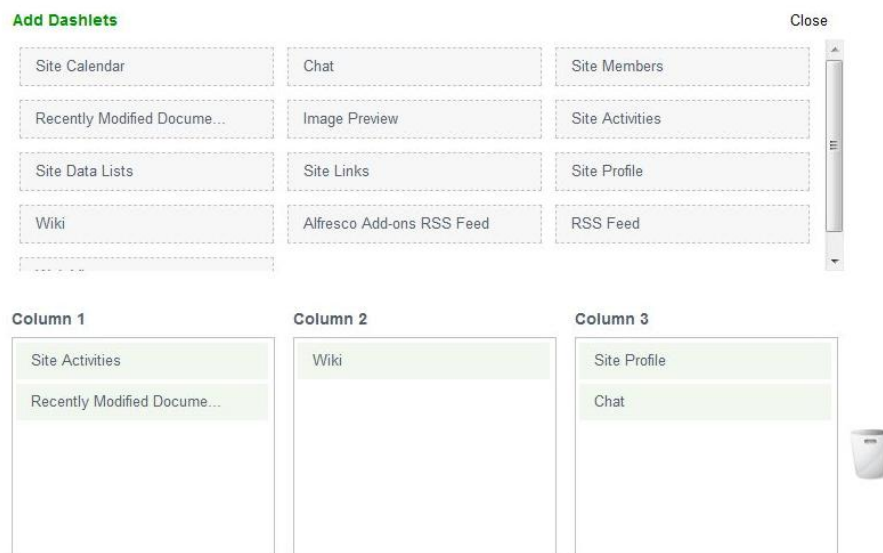 Add Dashlets Close
Site Calendar Chat Site Members
Recently Modified Docume... Image Preview Site Activities
Site Data Lists Site Links Site Profile
Wiki Alfresco Add-ons RSS Feed RSS Feed
Column 1 Column 2 Column 3
Site Activities Wiki Site Profile
Recently Modified Docume... Chat